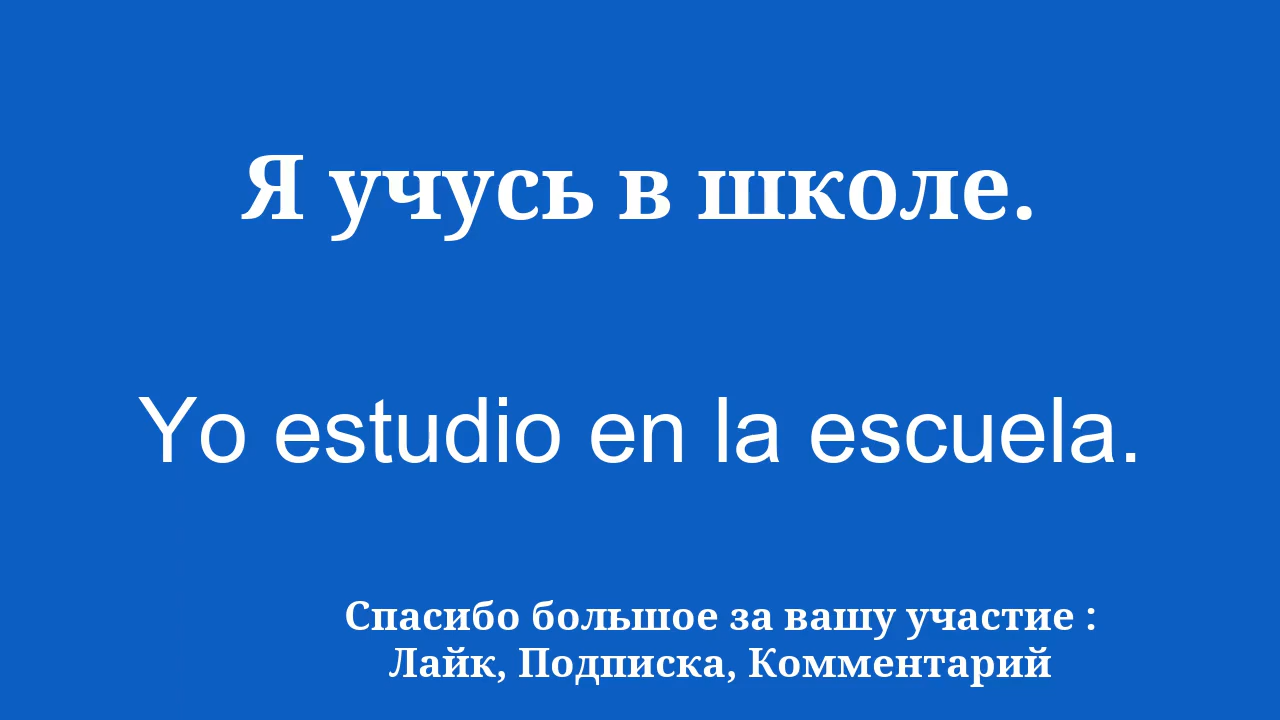 Я учусь в школе.
Yo estudio en la escuela.
Спасибо большое за вашу участие :
Лайк, Подписка, Комментарий